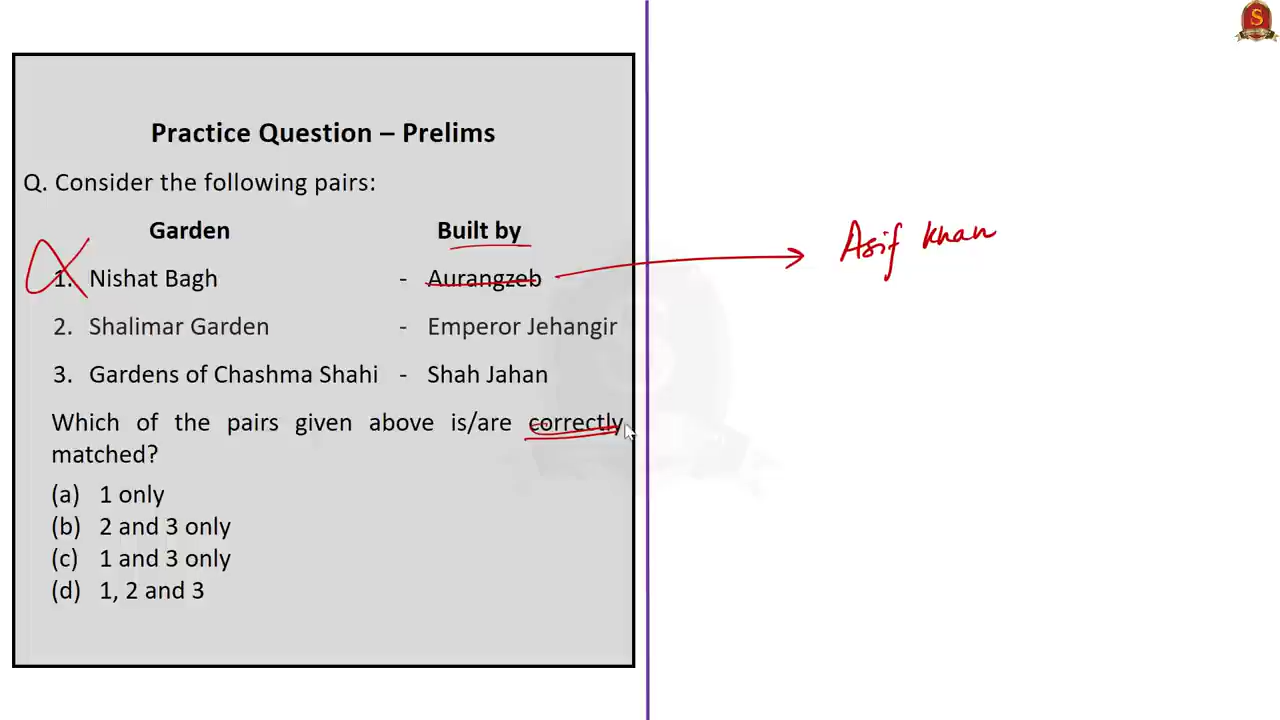 S
Practice Question – Prelims
Q. Consider the following pairs:
Garden Built by
1. Nishat Bagh - Aurangzeb
Asif Khan
2. Shalimar Garden - Emperor Jehangir
3. Gardens of Chashma Shahi - Shah Jahan
Which of the pairs given above is/are correctly
matched?
(a) 1 only
(b) 2 and 3 only
(c) 1 and 3 only
(d) 1, 2 and 3